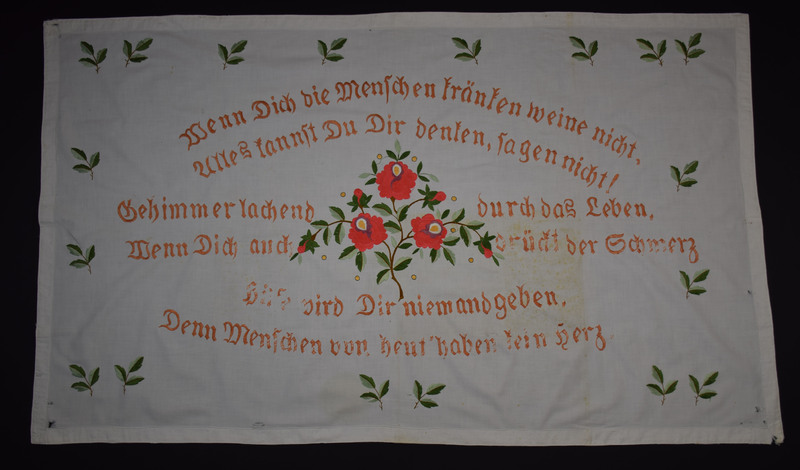 Wenn Dich die Menschen kränken weine nicht,
Alles kannst Du Dir denken, sagen nicht!
Geh immer lachend durch das Leben,
Wenn Dich auch drückt der Schmerz
wird Dir niemand geben,
Denn Menschen von heut' haben kein Herz